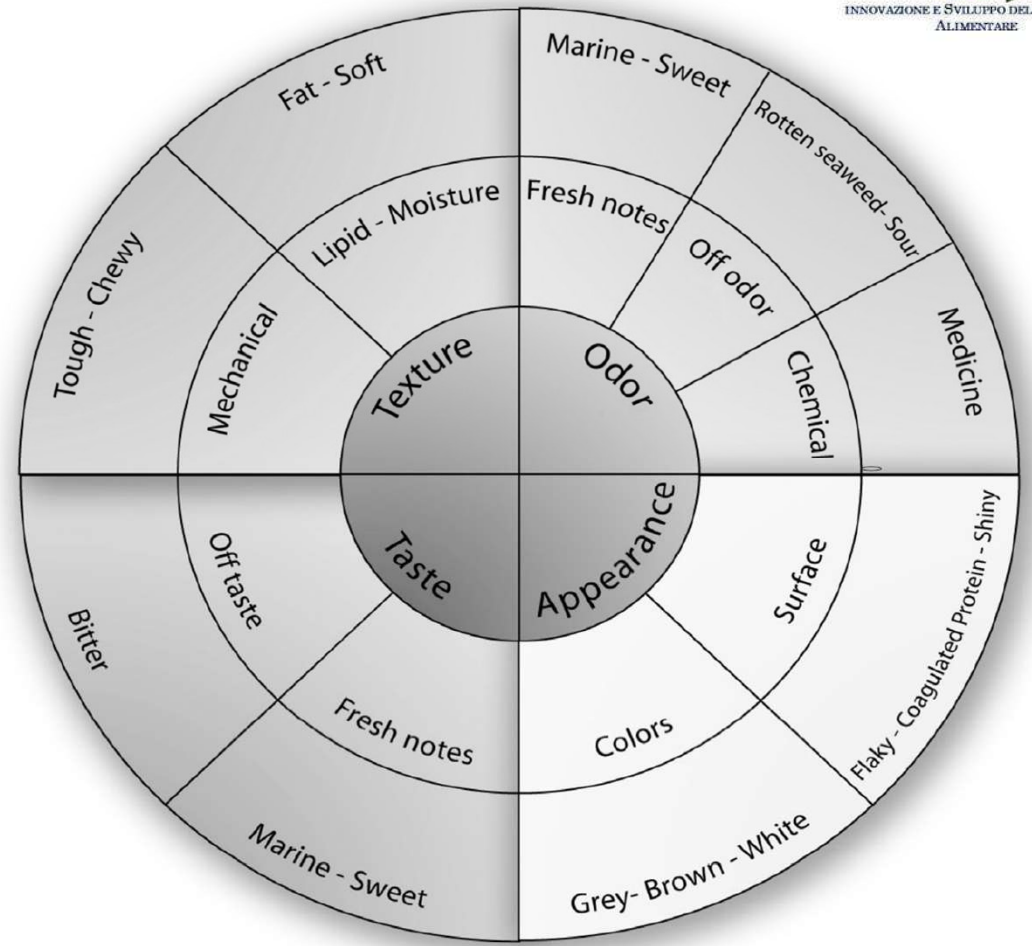 INNOVAZIONE E SVILUPPO DEL
ALIMENTARE
Fat - Soft
Marine - Sweet
Rotten seaweed- Sour
Medicine
Tough - Chewy
Lipid - Moisture
Fresh notes
Off odor
Chemical
Mechanical
Texture
Odor
Taste
Appearance
Off taste
Fresh notes
Colors
Surface
Bitter
Marine - Sweet
Grey- Brown - White
Flaky - Coagulated Protein - Shiny